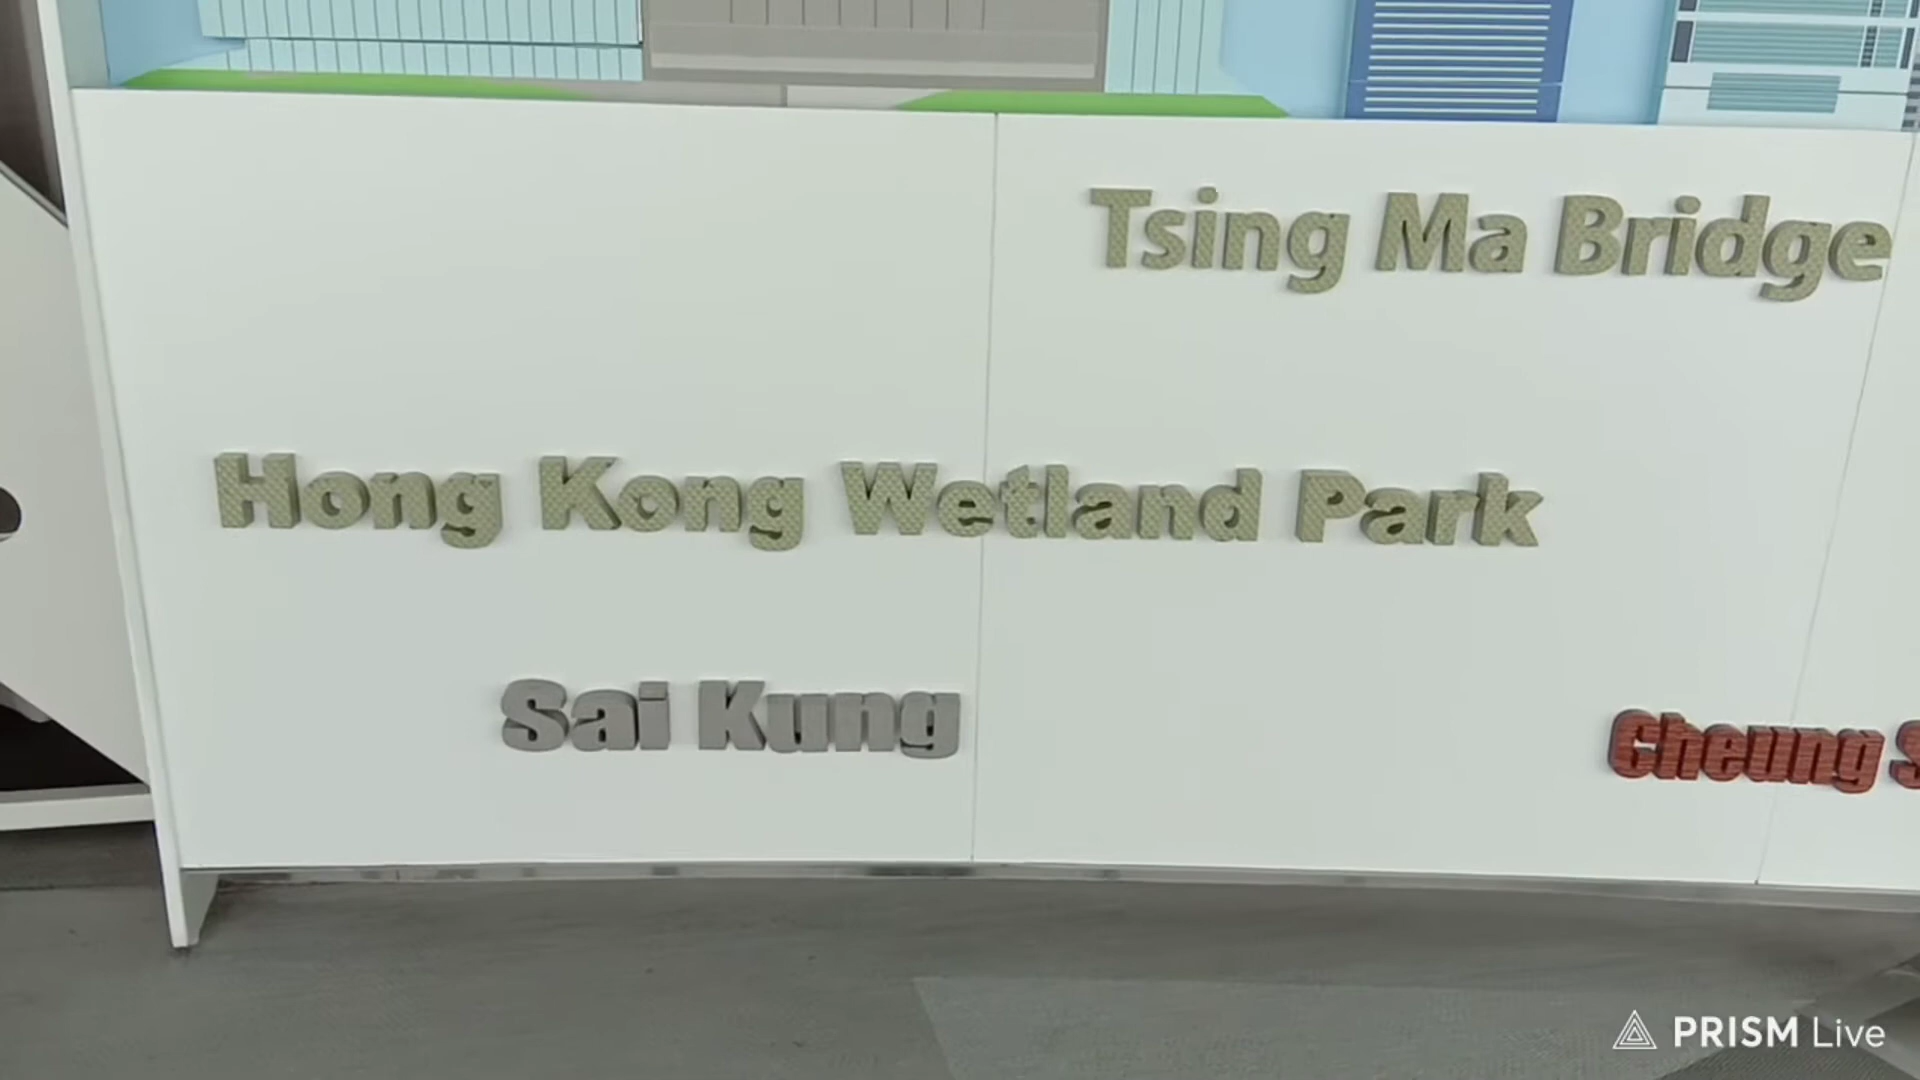 Tsing Ma Bridge
Hong Kong Wetland Park
Sai Kung
Cheung
PRISM Live